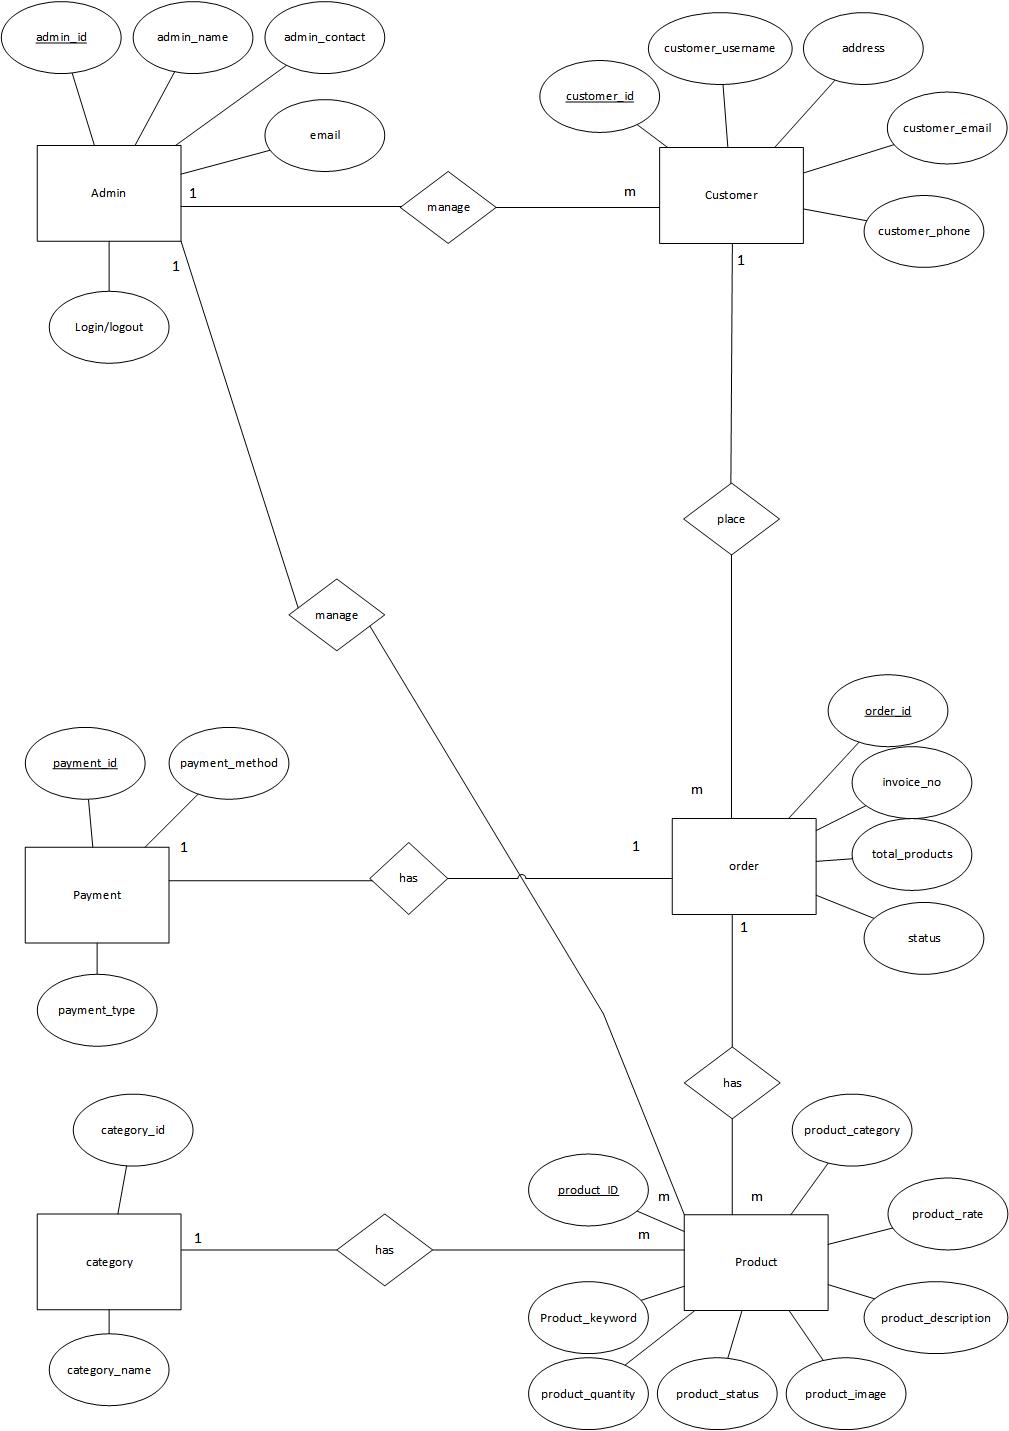 admin_id
admin_name
admin_contact
customer_username
address
customer_id
customer_email
email
Admin
1
manage
m
Customer
customer_phone
1
1
Login/logout
place
manage
order_id
payment_id
payment_method
invoice_no
m
1
1
total_products
order
has
Payment
1
status
payment_type
has
category_id
product_category
product_ID
m
m
product_rate
1
m
has
category
Product
Product_keyword
product_description
category_name
product_quantity
product_status
product_image